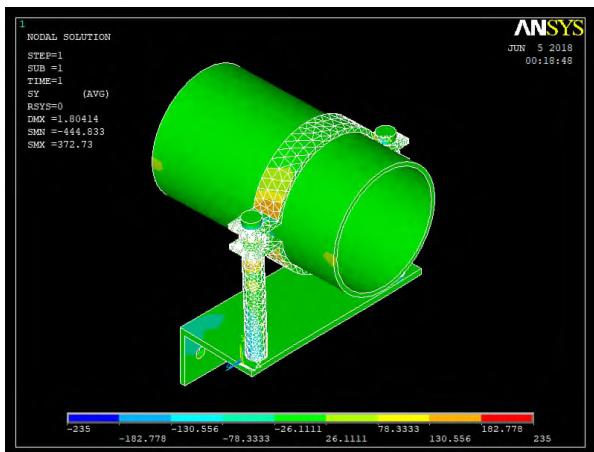 1
NODAL SOLUTION
STEP=1
SUB =1
TIME=1
SY (AVG)
RSYS=0
DMX =1.80414
SMN =-444.833
SMX =372.73
ANSYS
JUN 5 2018
00:18:48
-235 -130.556 -26.1111 78.3333 182.778
-182.778 -78.3333 26.1111 130.556 235